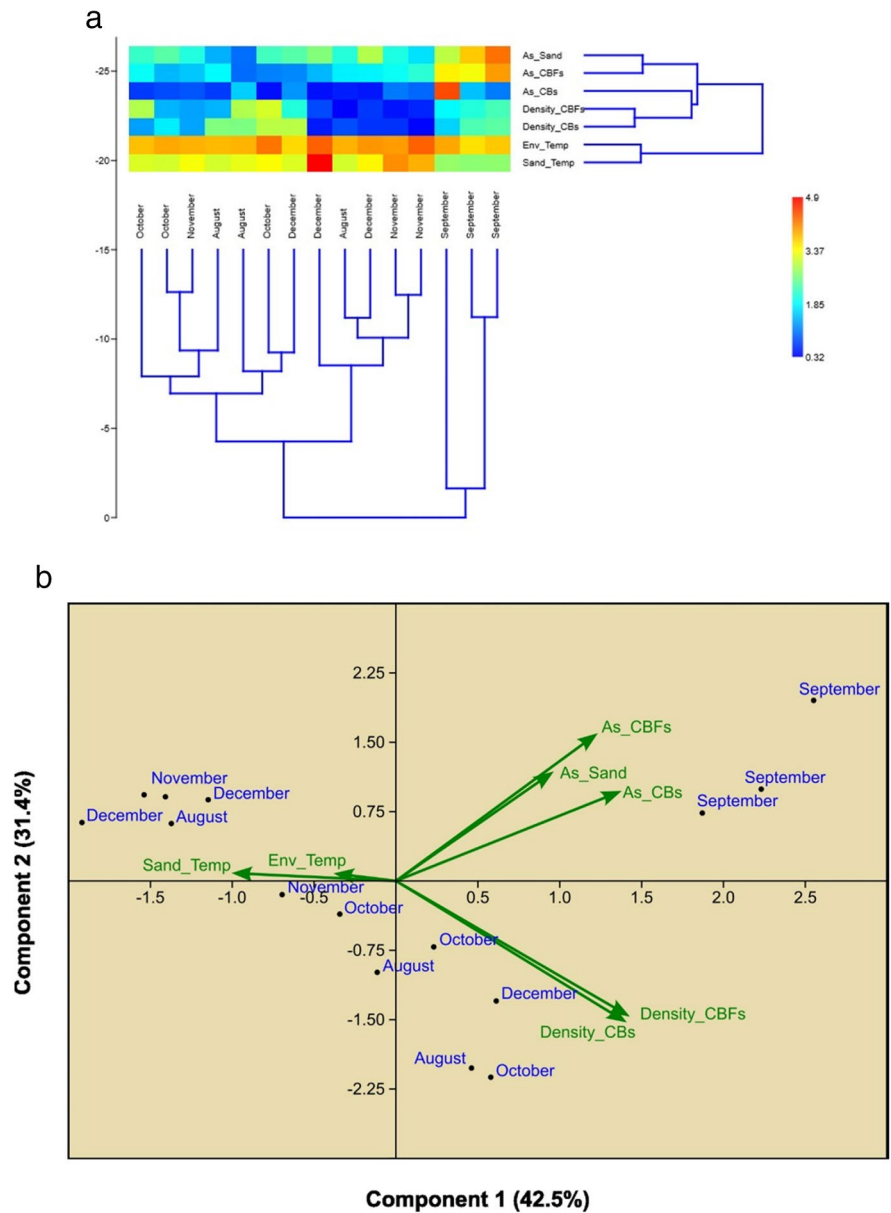 a
-25
-20
-15
-10
-5
0
As_Sand
As_CBFs
As_CBs
Density_CBFs
Density_CBs
Env_Temp
Sand_Temp
October
October
November
August
August
October
December
December
August
December
November
November
September
September
September
4.9
3.37
1.85
0.32
b
Component 2 (31.4%)
2.25
1.50
0.75
-0.75
-1.50
-2.25
September
As_CBFs
As_Sand
As_CBs
September
September
November
December
December
August
Sand_Temp
Env_Temp
-1.5
-1.0
-0.5
0.5
1.0
1.5
2.0
2.5
November
October
October
August
December
Density_CBFs
Density_CBs
August
October
Component 1 (42.5%)